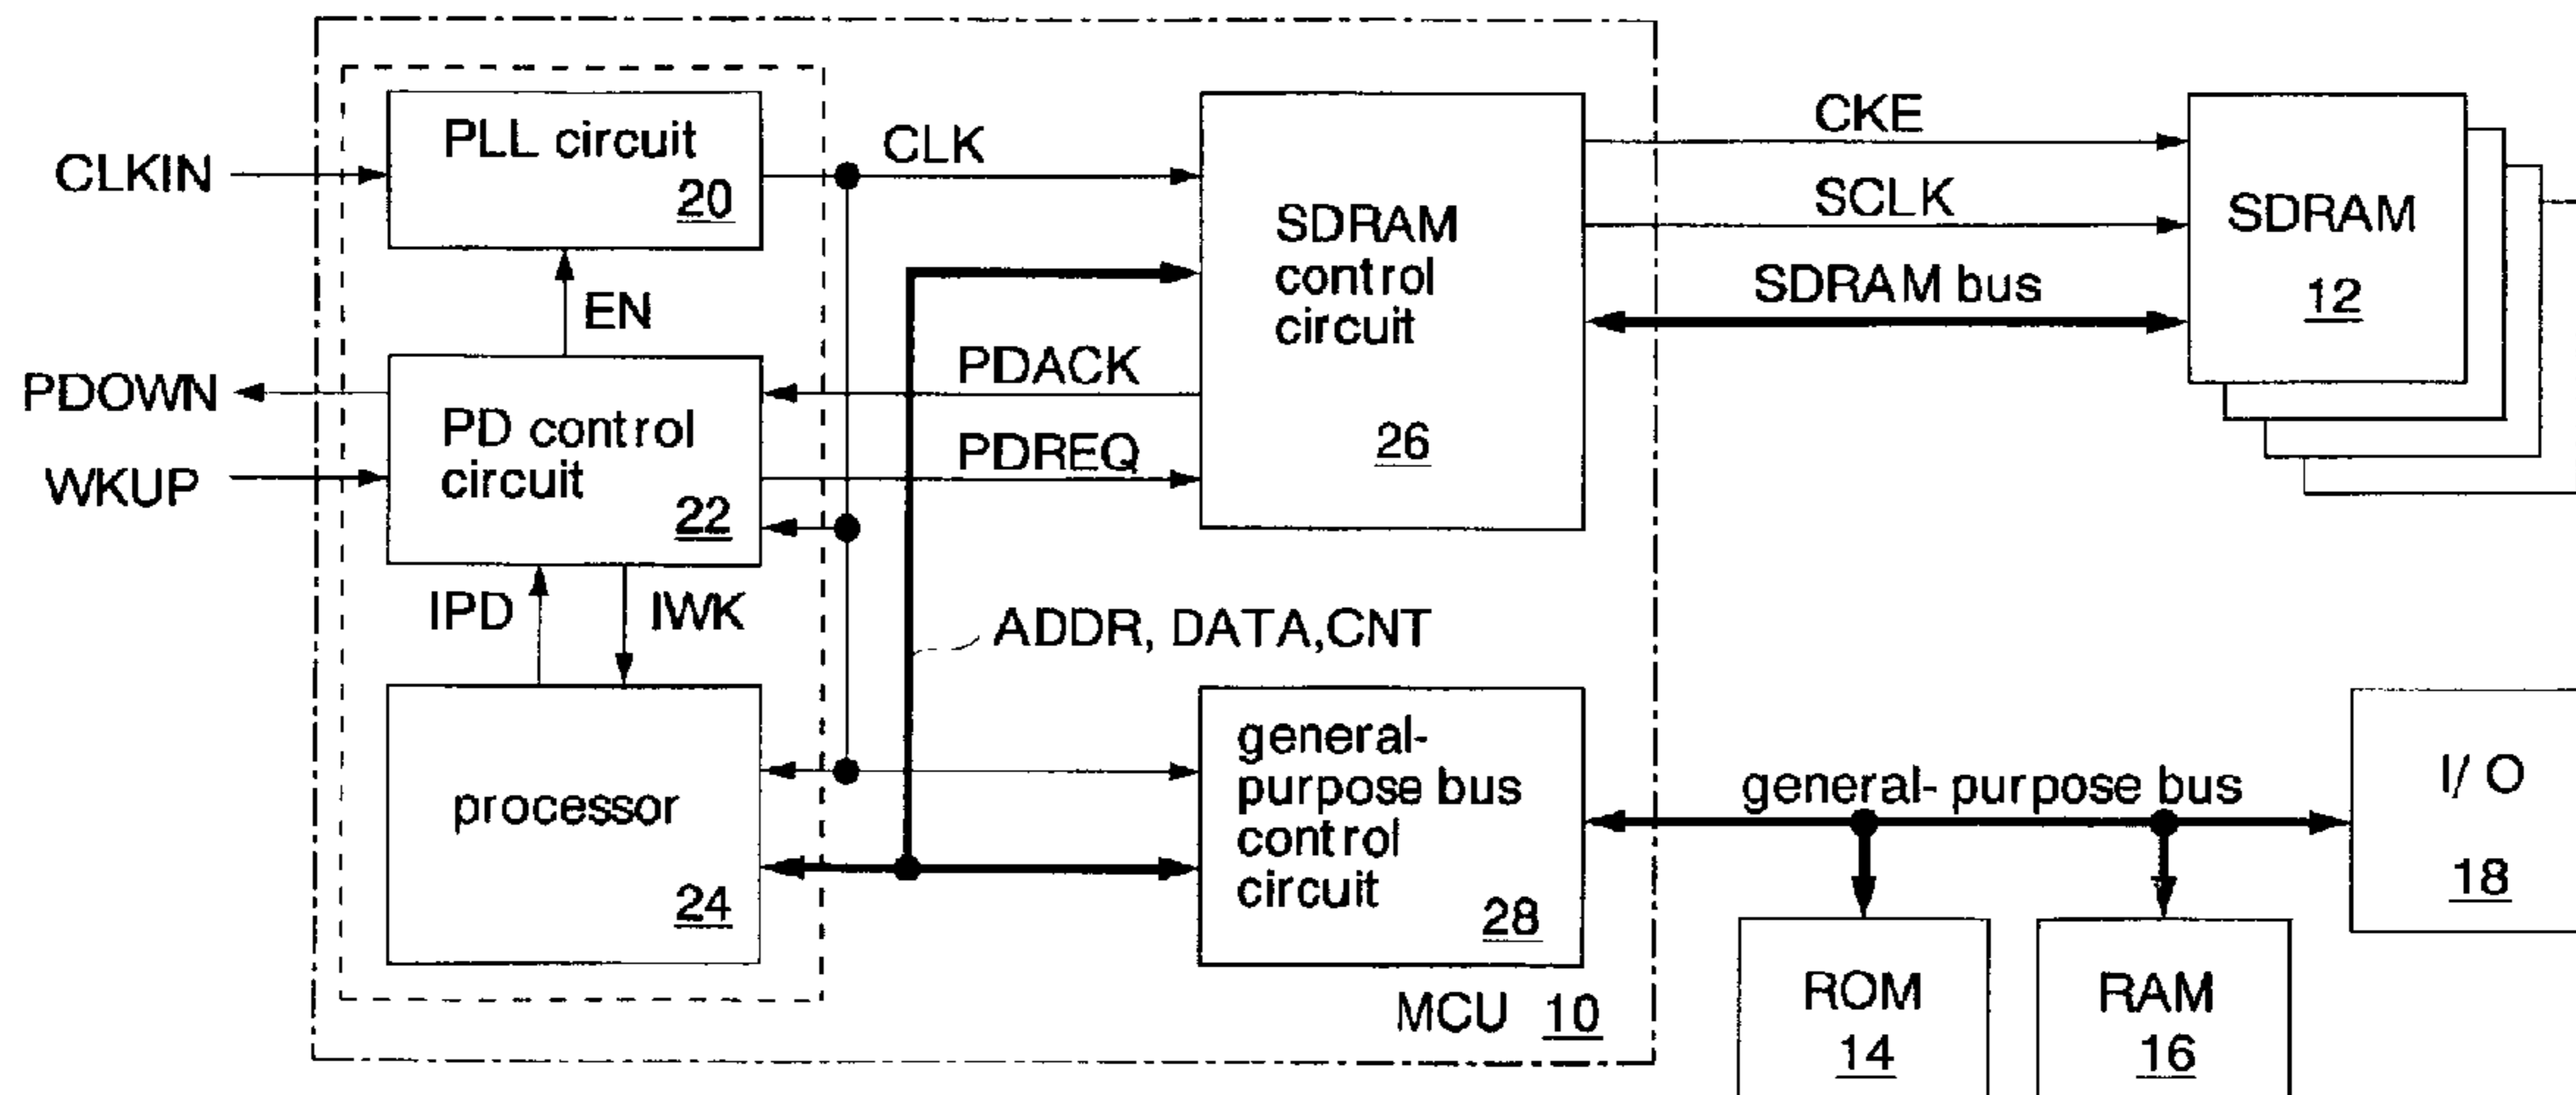 CLKIN
PDOWN
WKUP
PLL circuit
20
EN
PD control
circuit
22
IPD
IWK
processor
24
CLK
PDACK
PDREQ
ADDR, DATA,CNT
SDRAM
control
circuit
26
general-
purpose bus
control
circuit
28
MCU 10
CKE
SCLK
SDRAM bus
SDRAM
12
general- purpose bus
I/ O
18
ROM
14
RAM
16